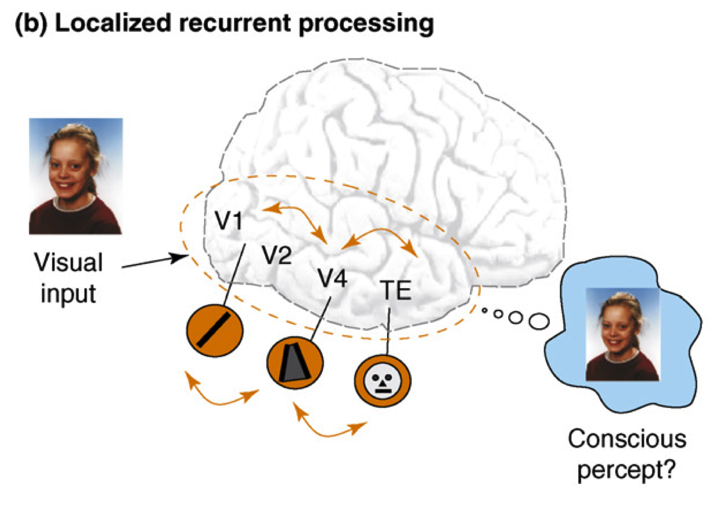 (b) Localized recurrent processing
V1
V2
V4
TE
Visual
input
Conscious
percept?